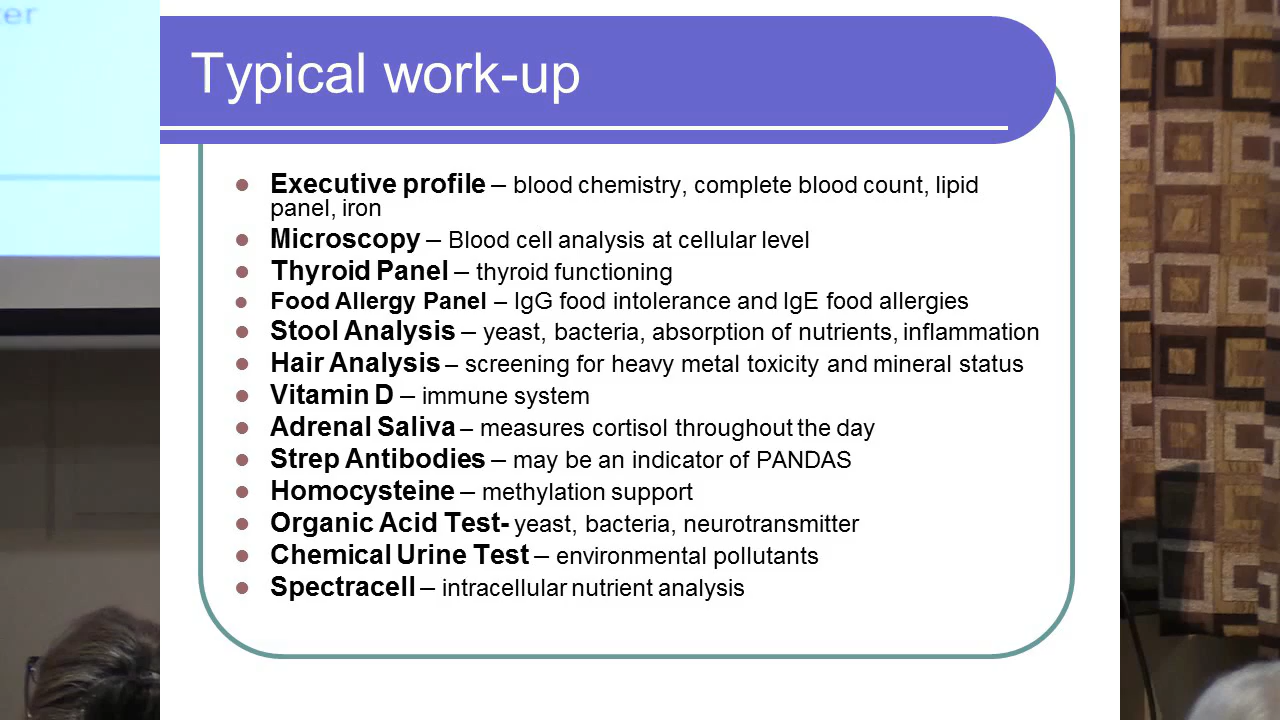 ter
Typical work-up
Executive profile – blood chemistry, complete blood count, lipid
panel, iron
Microscopy – Blood cell analysis at cellular level
Thyroid Panel – thyroid functioning
Food Allergy Panel – IgG food intolerance and IgE food allergies
Stool Analysis – yeast, bacteria, absorption of nutrients, inflammation
Hair Analysis – screening for heavy metal toxicity and mineral status
Vitamin D – immune system
Adrenal Saliva – measures cortisol throughout the day
Strep Antibodies – may be an indicator of PANDAS
Homocysteine – methylation support
Organic Acid Test- yeast, bacteria, neurotransmitter
Chemical Urine Test – environmental pollutants
Spectracell – intracellular nutrient analysis